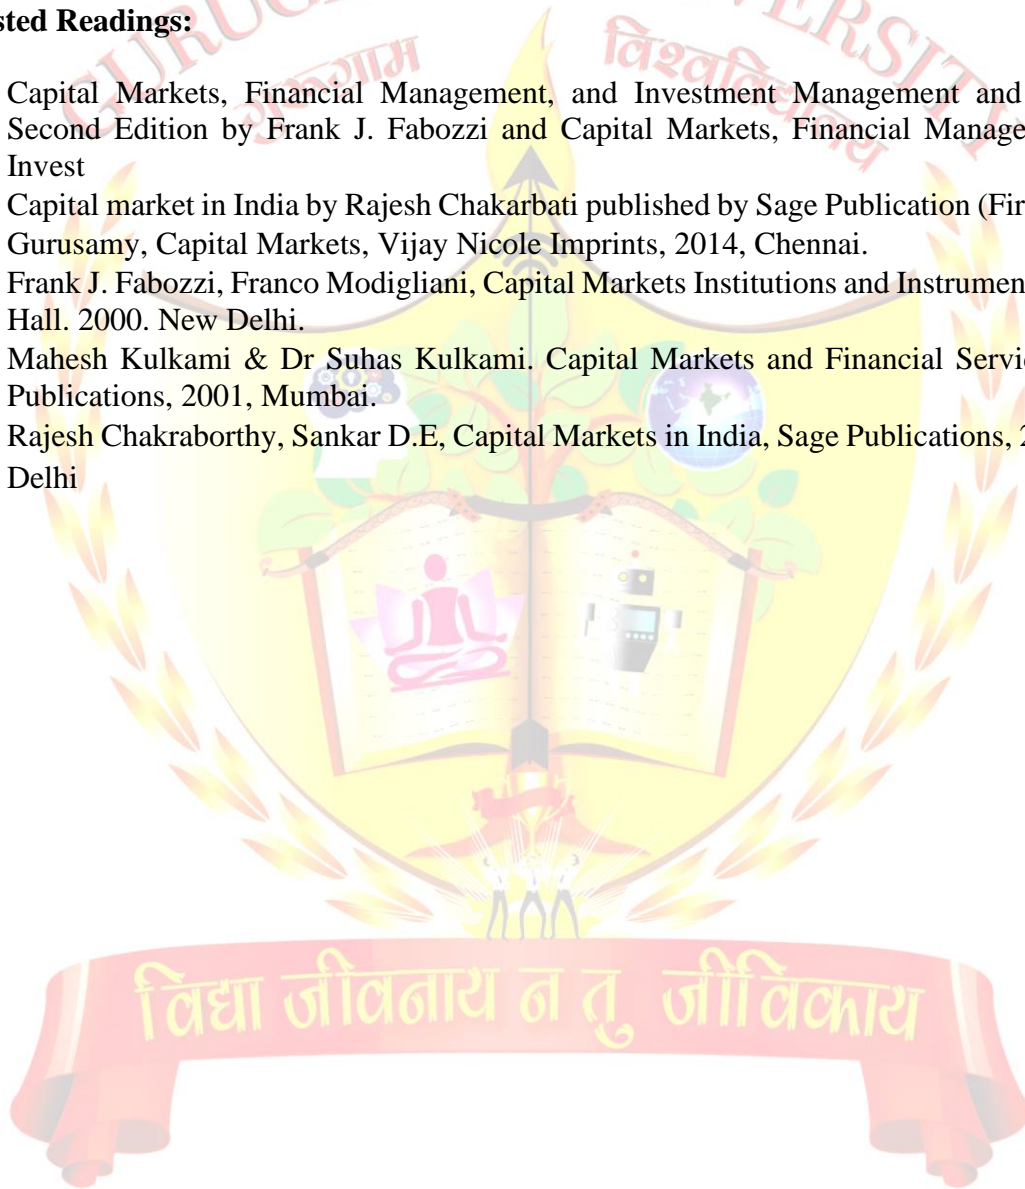 sted Readings:
Capital Markets, Financial Management, and Investment Management and
Second Edition by Frank J. Fabozzi and Capital Markets, Financial Manage
Invest
Capital market in India by Rajesh Chakarbati published by Sage Publication (Fir
Gurusamy, Capital Markets, Vijay Nicole Imprints, 2014, Chennai.
Frank J. Fabozzi, Franco Modigliani, Capital Markets Institutions and Instrumen
Hall. 2000. New Delhi.
Mahesh Kulkami & Dr Suhas Kulkami. Capital Markets and Financial Servi
Publications, 2001, Mumbai.
Rajesh Chakraborthy, Sankar D.E, Capital Markets in India, Sage Publications, 2
Delhi
गुरुग्राम विश्वविद्यालय
विद्या जीवनाय न तु जीविकाय